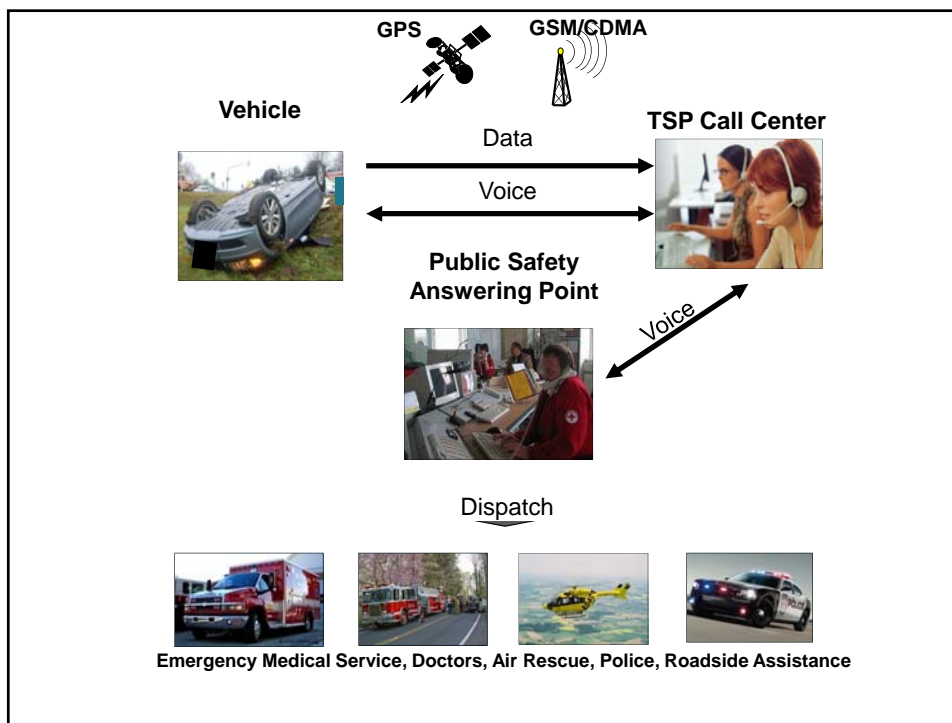 GPS
GSM/CDMA
Vehicle
TSP Call Center
Data
Voice
Public Safety
Answering Point
Voice
Dispatch
POLICE
Emergency Medical Service, Doctors, Air Rescue, Police, Roadside Assistance